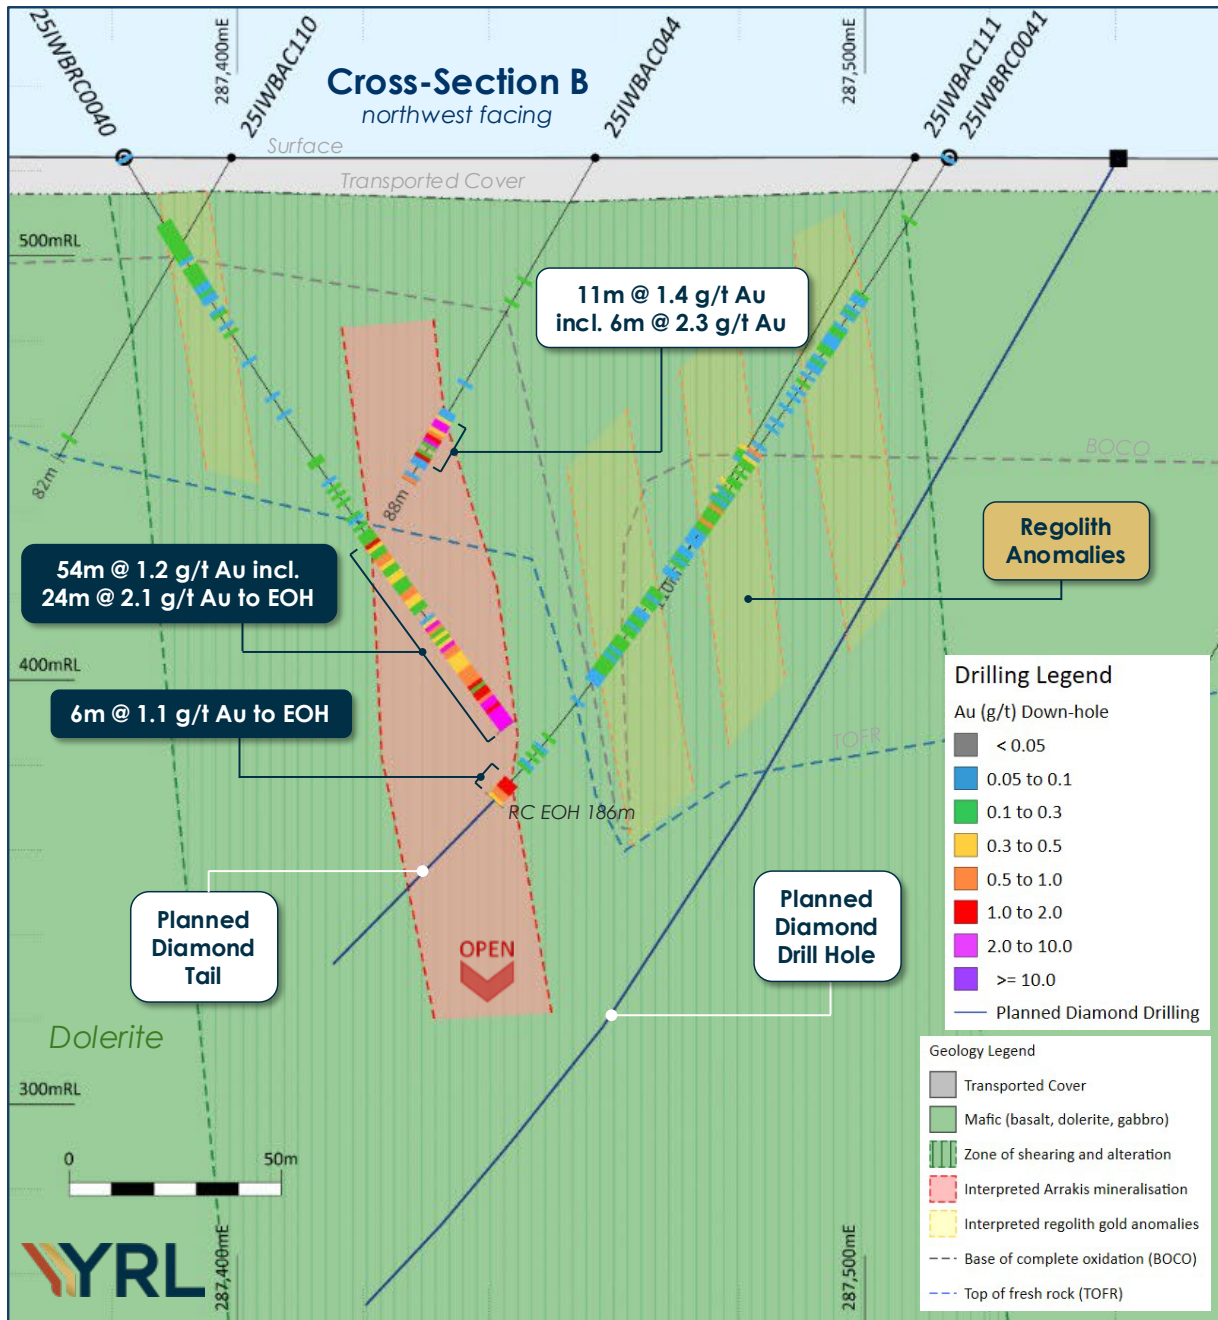 25IWBRC0040
287,400mE
25IWBAC110
25IWBAC044
287,500mE
25IWBAC111
25IWBRC0041
Cross-Section B
northwest facing
Surface
Transported Cover
500mRL
11m @ 1.4 g/t Au
incl. 6m @ 2.3 g/t Au
BOCO
82m
88m
Regolith
Anomalies
54m @ 1.2 g/t Au incl.
24m @ 2.1 g/t Au to EOH
110m
400mRL
6m @ 1.1 g/t Au to EOH
TOFR
RC EOH 186m
Drilling Legend
Au (g/t) Down-hole
< 0.05
0.05 to 0.1
0.1 to 0.3
0.3 to 0.5
0.5 to 1.0
1.0 to 2.0
2.0 to 10.0
>= 10.0
Planned Diamond Drilling
Planned
Diamond
Tail
Planned
Diamond
Drill Hole
OPEN
Dolerite
300mRL
0 50m
Geology Legend
Transported Cover
Mafic (basalt, dolerite, gabbro)
Zone of shearing and alteration
Interpreted Arrakis mineralisation
Interpreted regolith gold anomalies
Base of complete oxidation (BOCO)
Top of fresh rock (TOFR)
YRL
287,400mE
287,500mE